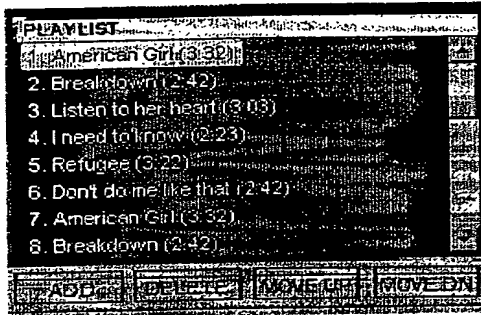 PLAYLIST
1. American Girl (3:32)
2. Breakdown (2:42)
3. Listen to her heart (3:03)
4. I need to know (2:23)
5. Refugee (3:22)
6. Don't do me like that (2:42)
7. American Girl (3:32)
8. Breakdown (2:42)
ADD DELETE MOVE UP MOVE DN